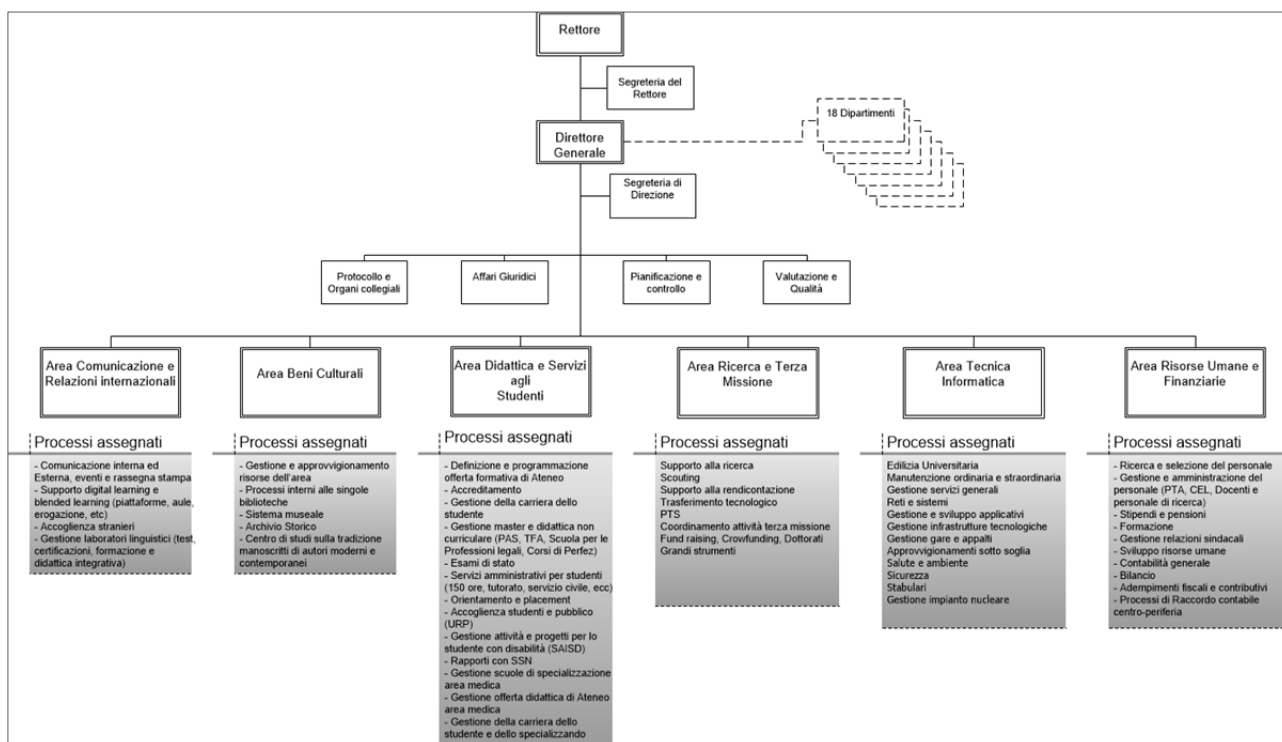 Rettore
Segreteria del
Rettore
18 Dipartimenti
Direttore
Generale
Segreteria di
Direzione
Protocollo e
Organi collegiali
Affari Giuridici
Pianificazione e
controllo
Valutazione e
Qualità
Area Comunicazione e
Relazioni internazionali
Area Beni Culturali
Area Didattica e Servizi
agli
Studenti
Area Ricerca e Terza
Missione
Area Tecnica
Informatica
Area Risorse Umane e
Finanziarie
Processi assegnati
- Comunicazione interna ed
Esterna, eventi e rassegna stampa
- Supporto digital learning e
blended learning (piattaforme, aule,
erogazione, etc)
- Accoglienza stranieri
- Gestione laboratori linguistici (test,
certificazioni, formazione e
didattica integrativa)
Processi assegnati
- Gestione e approvvigionamento
risorse dell'area
- Processi interni alle singole
biblioteche
- Sistema museale
- Archivio Storico
- Centro di studi sulla tradizione
manoscritti di autori moderni e
contemporanei
Processi assegnati
- Definizione e programmazione
offerta formativa di Ateneo
- Accreditamento
- Gestione della carriera dello
studente
- Gestione master e didattica non
curriculare (PAS, TFA, Scuola per le
Professioni legali, Corsi di Perfez)
- Esami di stato
- Servizi amministrativi per studenti
(150 ore, tutorato, servizio civile, ecc)
- Orientamento e placement
- Accoglienza studenti e pubblico
(URP)
- Gestione attività e progetti per lo
studente con disabilità (SAISD)
- Rapporti con SSN
- Gestione scuole di specializzazione
area medica
- Gestione offerta didattica di Ateneo
area medica
- Gestione della carriera dello
studente e dello specializzando
Processi assegnati
Supporto alla ricerca
Scouting
Supporto alla rendicontazione
Trasferimento tecnologico
PTS
Coordinamento attività terza missione
Fund raising, Crowfunding, Dottorati
Grandi strumenti
Processi assegnati
Edilizia Universitaria
Manutenzione ordinaria e straordinaria
Gestione servizi generali
Reti e sistemi
Gestione e sviluppo applicativi
Gestione infrastrutture tecnologiche
Gestione gare e appalti
Approvvigionamenti sotto soglia
Salute e ambiente
Sicurezza
Stabulari
Gestione impianto nucleare
Processi assegnati
- Ricerca e selezione del personale
- Gestione e amministrazione del
personale (PTA, CEL, Docenti e
personale di ricerca)
- Stipendi e pensioni
- Formazione
- Gestione relazioni sindacali
- Sviluppo risorse umane
- Contabilità generale
- Bilancio
- Adempimenti fiscali e contributivi
- Processi di Raccordo contabile
centro-periferia